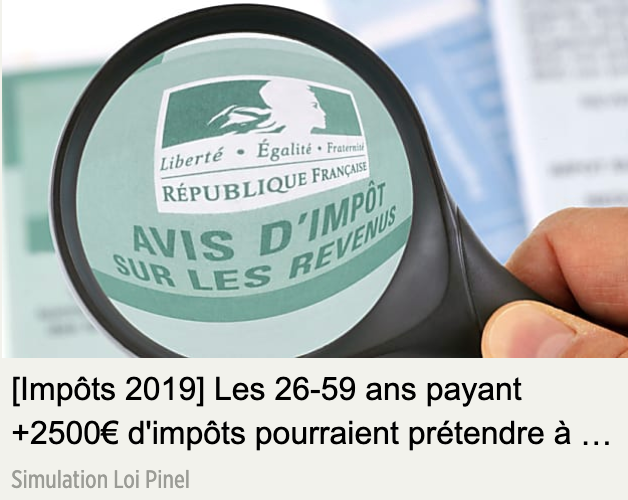 Liberté • Égalité • Fraternité
RÉPUBLIQUE FRANÇAISE
AVIS D'IMPÔT
SUR LES REVENUS
[Impôts 2019] Les 26-59 ans payant
+2500€ d'impôts pourraient prétendre à ...
Simulation Loi Pinel